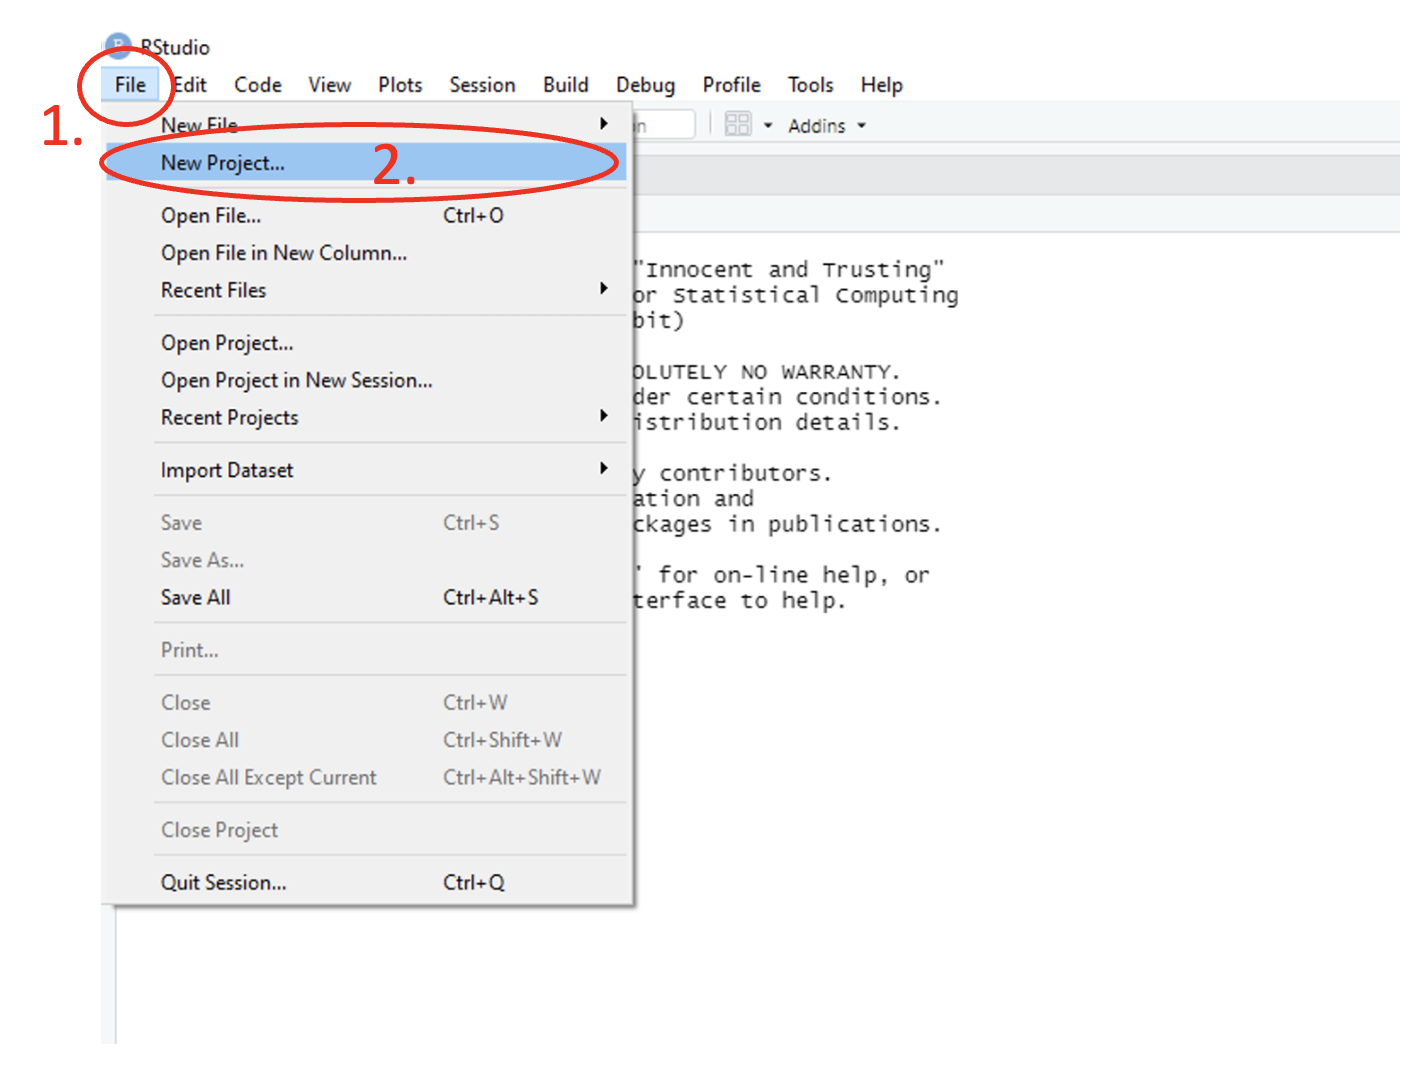 RStudio
File Edit Code View Plots Session Build Debug Profile Tools Help
1.
New File
Addins
New Project...
2.
Open File... Ctrl+O
Open File in New Column...
Recent Files
Open Project...
Open Project in New Session...
Recent Projects
Import Dataset
Save Ctrl+S
Save As...
Save All Ctrl+Alt+S
Print...
Close Ctrl+W
Close All Ctrl+Shift+W
Close All Except Current Ctrl+Alt+Shift+W
Close Project
Quit Session... Ctrl+Q
"Innocent and Trusting"
or Statistical Computing
bit)
OLUTELY NO WARRANTY.
der certain conditions.
istribution details.
y contributors.
ation and
ckages in publications.
' for on-line help, or
terface to help.